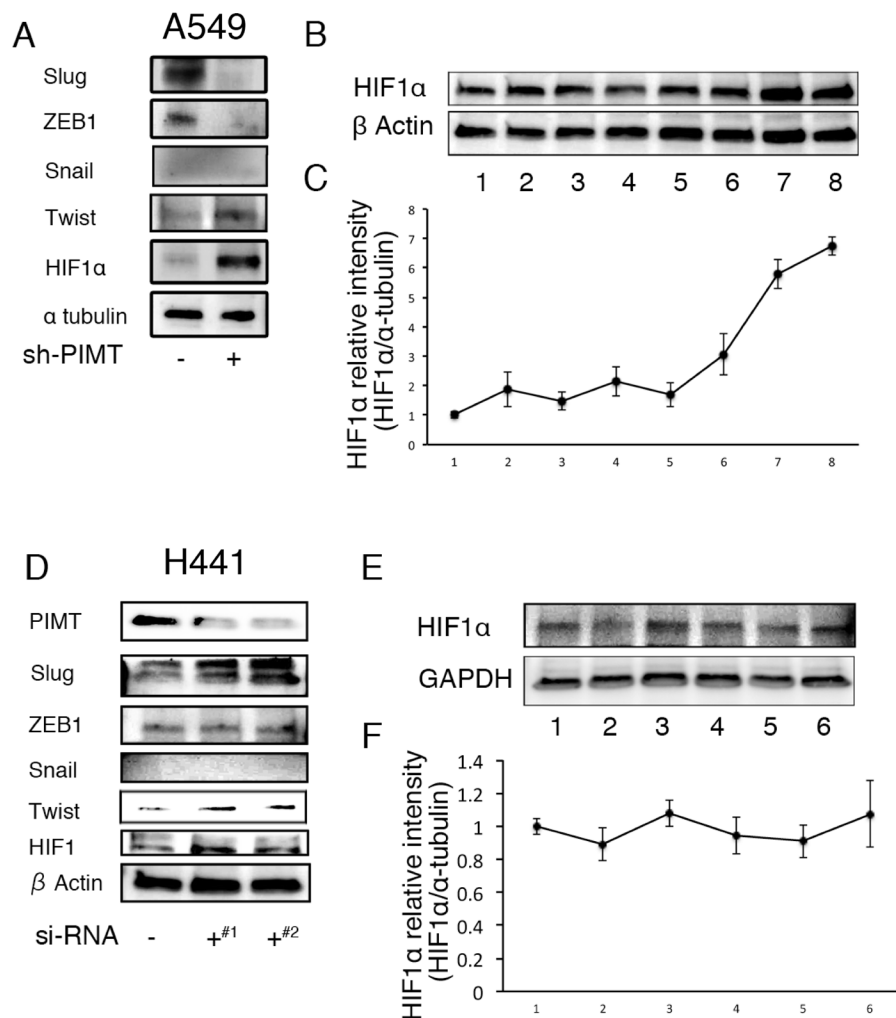 A
A549
Slug
ZEB1
Snail
Twist
HIF1α
α tubulin
sh-PIMT - +
B
HIF1α
β Actin
1 2 3 4 5 6 7 8
C
HIF1α relative intensity
(HIF1α/α-tubulin)
8
7
6
5
4
3
2
1
0
1 2 3 4 5 6 7 8
D
H441
PIMT
Slug
ZEB1
Snail
Twist
HIF1
β Actin
si-RNA - +#1 +#2
E
HIF1α
GAPDH
1 2 3 4 5 6
F
HIF1α relative intensity
(HIF1α/α-tubulin)
1.4
1.2
1
0.8
0.6
0.4
0.2
0
1 2 3 4 5 6